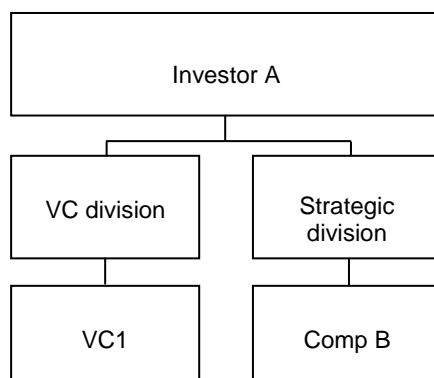 Investor A
VC division
Strategic
division
VC1
Comp B